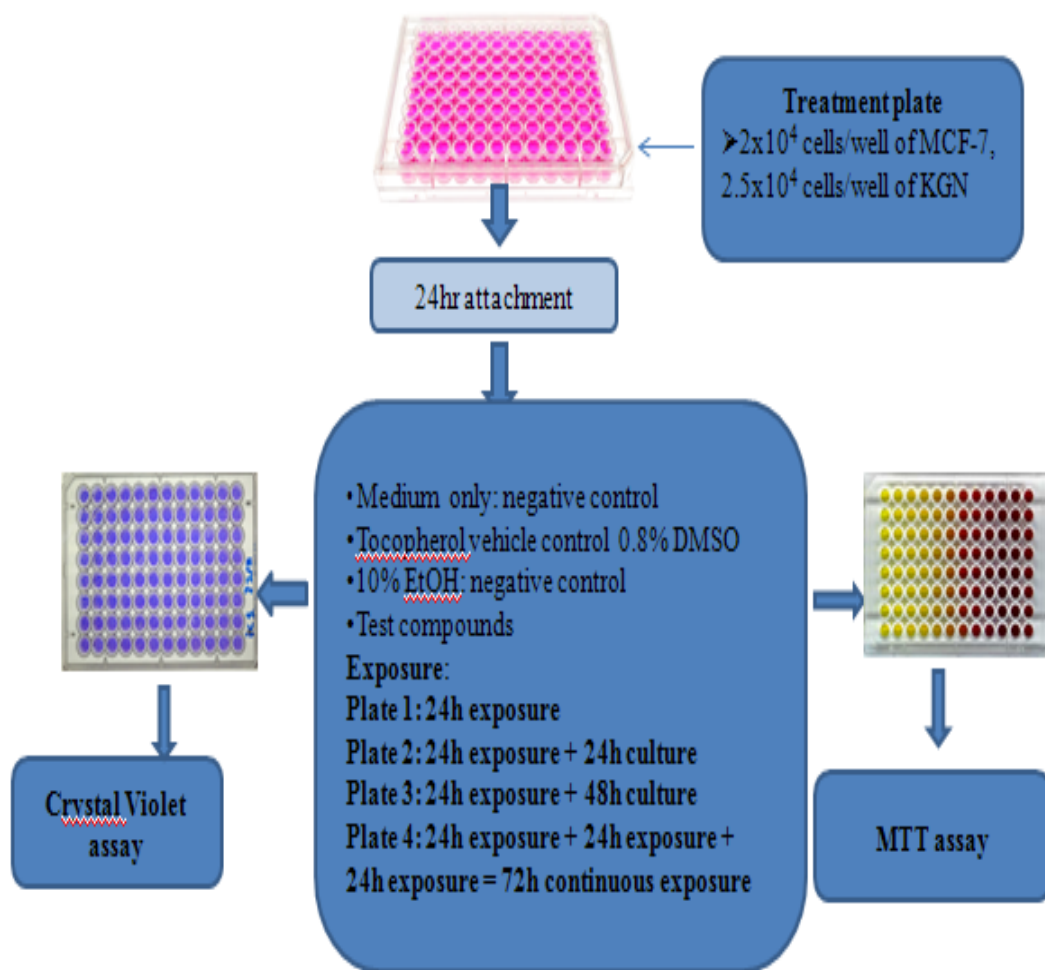 Treatment plate
➤2x10⁴ cells/well of MCF-7,
2.5x10⁴ cells/well of KGN
24hr attachment
•Medium only: negative control
•Tocopherol vehicle control 0.8% DMSO
•10% EtOH: negative control
•Test compounds
Exposure:
Plate 1: 24h exposure
Plate 2: 24h exposure + 24h culture
Plate 3: 24h exposure + 48h culture
Plate 4: 24h exposure + 24h exposure +
24h exposure = 72h continuous exposure
Crystal Violet
assay
MTT assay